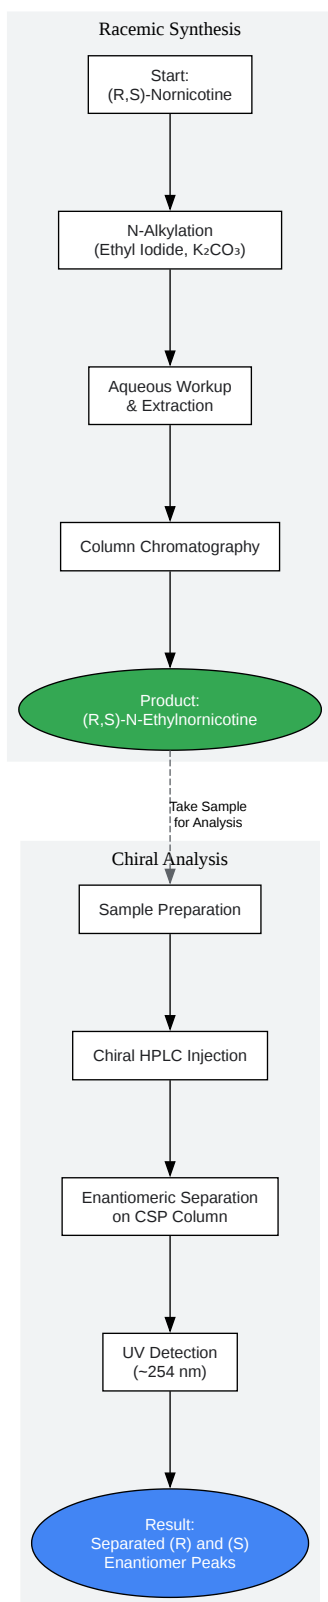 Racemic Synthesis
Start:
(R,S)-Nornicotine
N-Alkylation
(Ethyl Iodide, K₂CO₃)
Aqueous Workup
& Extraction
Column Chromatography
Product:
(R,S)-N-Ethylnornicotine
Take Sample
for Analysis
Chiral Analysis
Sample Preparation
Chiral HPLC Injection
Enantiomeric Separation
on CSP Column
UV Detection
(~254 nm)
Result:
Separated (R) and (S)
Enantiomer Peaks